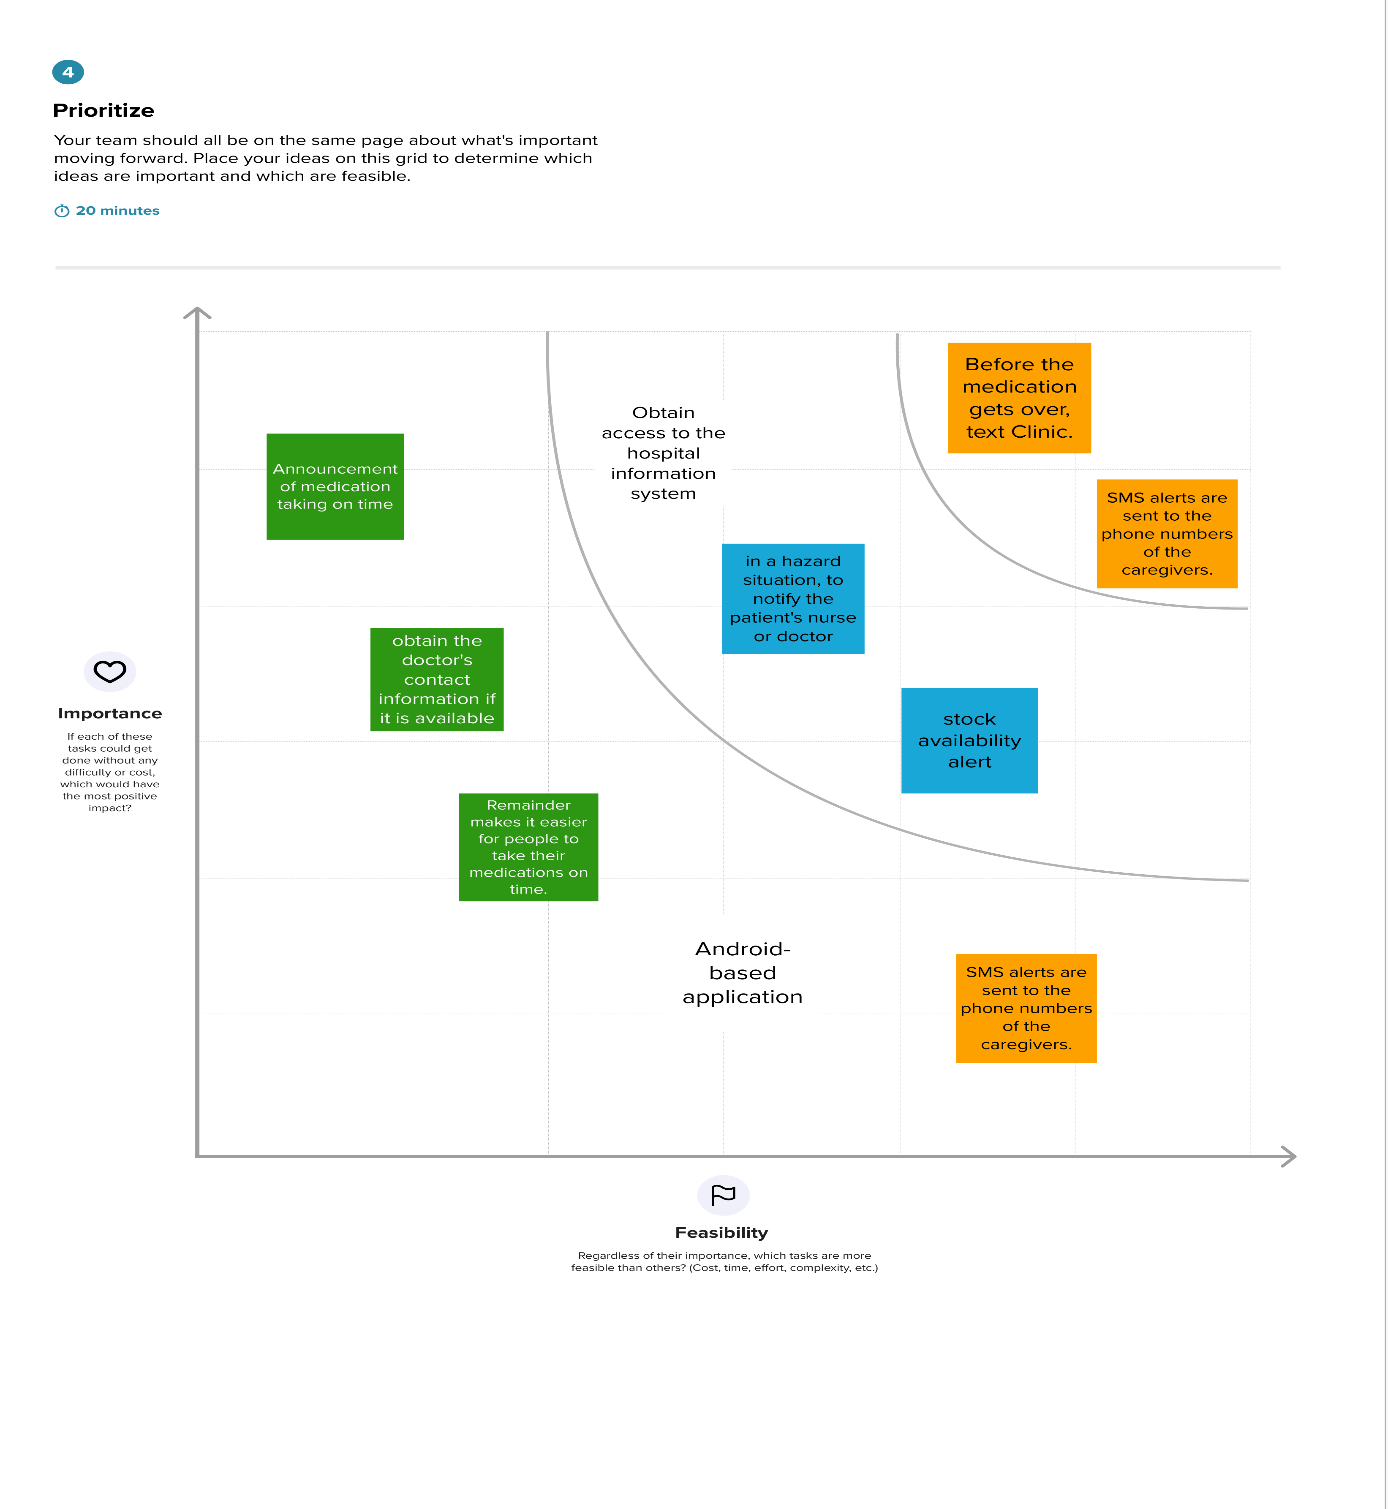 4
Prioritize
Your team should all be on the same page about what's important
moving forward. Place your ideas on this grid to determine which
ideas are important and which are feasible.
20 minutes
Before the
medication
gets over,
text Clinic.
Obtain
access to the
hospital
information
system
Announcement
of medication
taking on time
SMS alerts are
sent to the
phone numbers
of the
caregivers.
in a hazard
situation, to
notify the
patient's nurse
or doctor
obtain the
doctor's
contact
information if
it is available
stock
availability
alert
Importance
If each of these
tasks could get
done without any
difficulty or cost,
which would have
the most positive
impact?
Remainder
makes it easier
for people to
take their
medications on
time.
Android-
based
application
SMS alerts are
sent to the
phone numbers
of the
caregivers.
Feasibility
Regardless of their importance, which tasks are more
feasible than others? (Cost, time, effort, complexity, etc.)